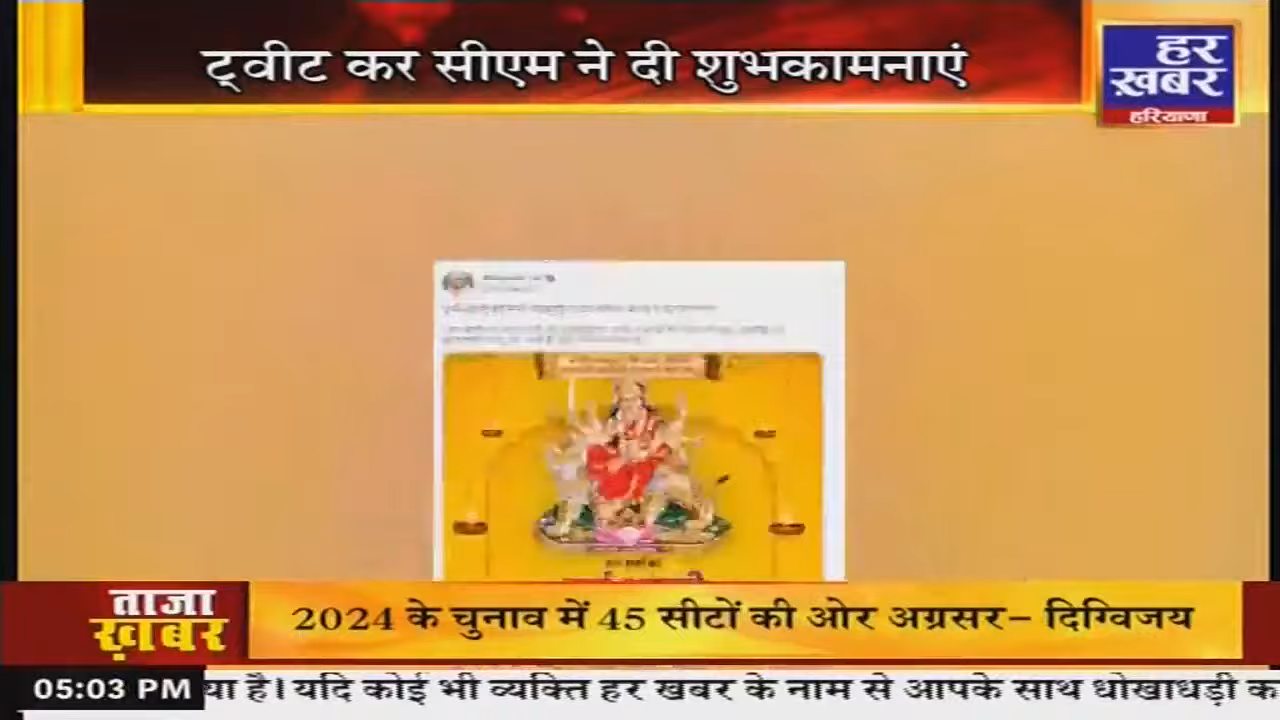 ट्वीट कर सीएम ने दी शुभकामनाएं
हर
ख़बर
हरियाणा
ताजा
ख़बर
2024 के चुनाव में 45 सीटों की ओर अग्रसर– दिग्विजय
05:03 PM
या है। यदि कोई भी व्यक्ति हर खबर के नाम से आपके साथ धोखाधड़ी क